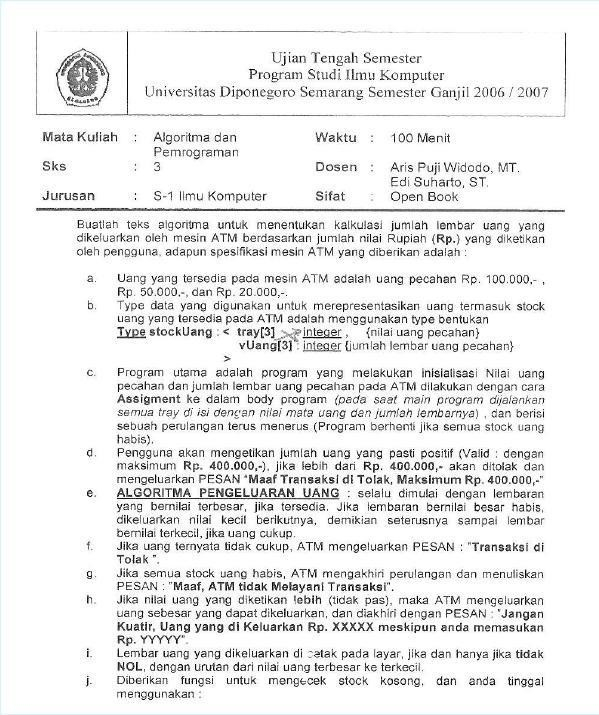 Ujian Tengah Semester
Program Studi Ilmu Komputer
Universitas Diponegoro Semarang Semester Ganjil 2006 / 2007
Mata Kuliah : Algoritma dan Pemrograman Waktu : 100 Menit
Sks : 3 Dosen : Aris Puji Widodo, MT.
Edi Suharto, ST.
Jurusan : S-1 Ilmu Komputer Sifat : Open Book
Buatlah teks algoritma untuk menentukan kalkulasi jumlah lembar uang yang
dikeluarkan oleh mesin ATM berdasarkan jumlah nilai Rupiah (Rp.) yang diketikan
oleh pengguna, adapun spesifikasi mesin ATM yang diberikan adalah :
a. Uang yang tersedia pada mesin ATM adalah uang pecahan Rp. 100.000,- ,
Rp. 50.000,-, dan Rp. 20.000,-.
b. Type data yang digunakan untuk merepresentasikan uang termasuk stock
uang yang tersedia pada ATM adalah menggunakan type bentukan
Type stockUang : < tray[3] : integer , {nilai uang pecahan}
vUang[3] : integer {jumlah lembar uang pecahan}
>
c. Program utama adalah program yang melakukan inisialisasi Nilai uang
pecahan dan jumlah lembar uang pecahan pada ATM dilakukan dengan cara
Assigment ke dalam body program (pada saat main program dijalankan
semua tray di isi dengan nilai mata uang dan jumlah lembarnya) , dan berisi
sebuah perulangan terus menerus (Program berhenti jika semua stock uang
habis).
d. Pengguna akan mengetikan jumlah uang yang pasti positif (Valid : dengan
maksimum Rp. 400.000,-), jika lebih dari Rp. 400.000,- akan ditolak dan
mengeluarkan PESAN "Maaf Transaksi di Tolak, Maksimum Rp. 400.000,-"
e. ALGORITMA PENGELUARAN UANG : selalu dimulai dengan lembaran
yang bernilai terbesar, jika tersedia. Jika lembaran bernilai besar habis,
dikeluarkan nilai kecil berikutnya, demikian seterusnya sampai lembar
bernilai terkecil, jika uang cukup.
f. Jika uang ternyata tidak cukup, ATM mengeluarkan PESAN : "Transaksi di
Tolak ".
g. Jika semua stock uang habis, ATM mengakhiri perulangan dan menuliskan
PESAN : "Maaf, ATM tidak Melayani Transaksi".
h. Jika nilai uang yang diketikan lebih (tidak pas), maka ATM mengeluarkan
uang sebesar yang dapat dikeluarkan, dan diakhiri dengan PESAN : "Jangan
Kuatir, Uang yang di Keluarkan Rp. XXXXX meskipun anda memasukan
Rp. YYYYY".
i. Lembar uang yang dikeluarkan di cetak pada layar, jika dan hanya jika tidak
NOL, dengan urutan dari nilai uang terbesar ke terkecil.
j. Diberikan fungsi untuk mengecek stock kosong, dan anda tinggal
menggunakan :